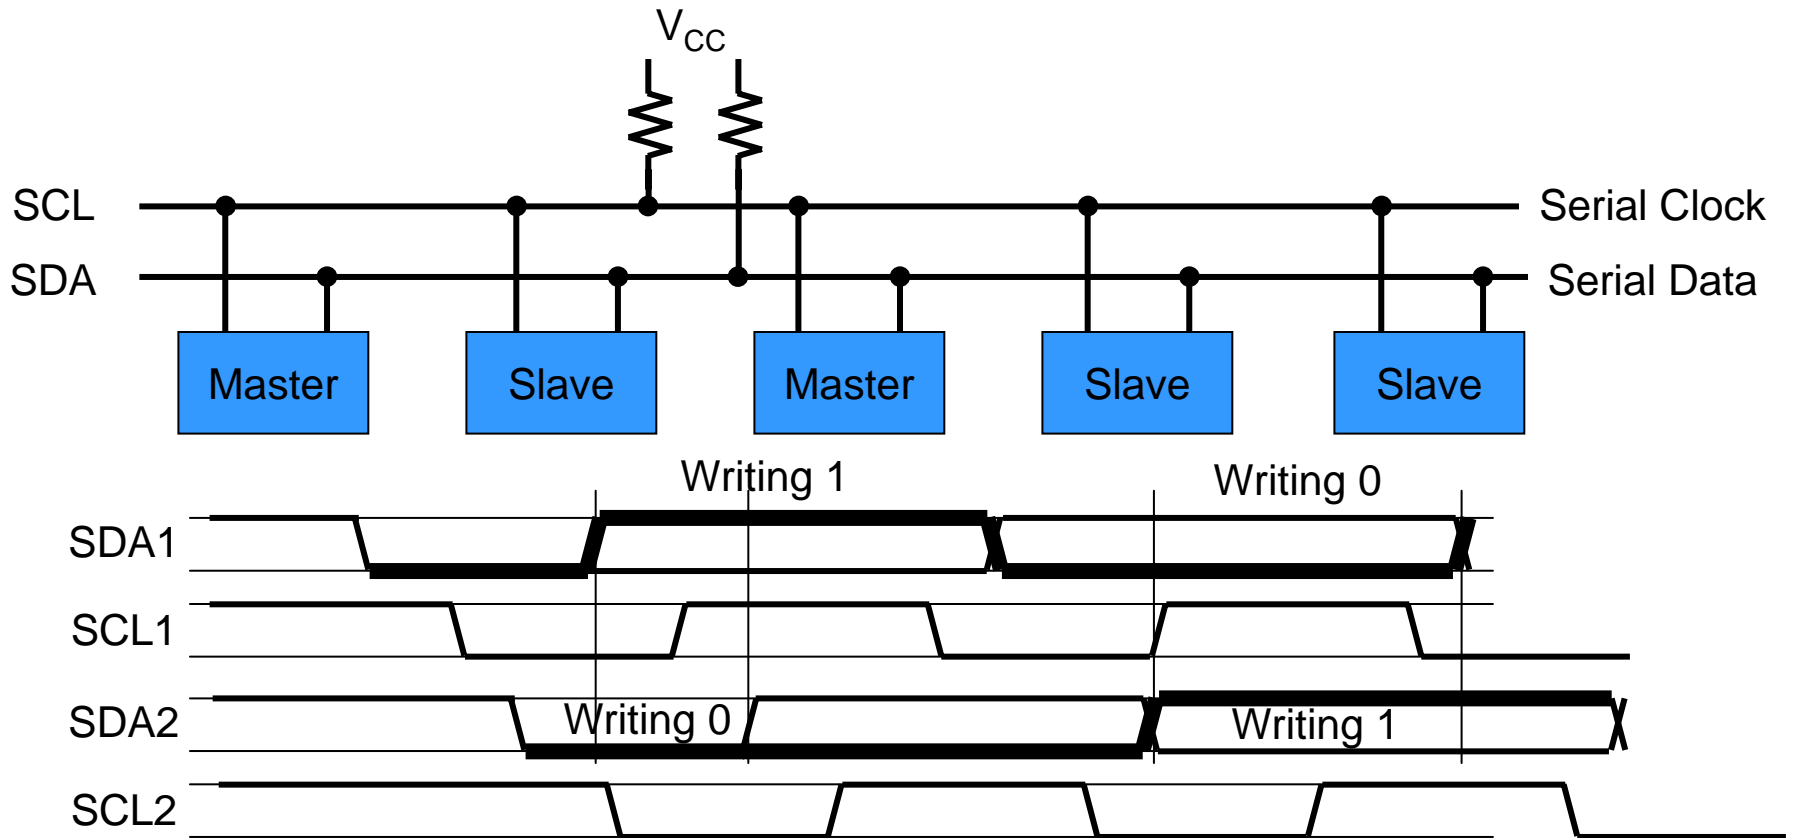 VCC
SCL
Serial Clock
SDA
Serial Data
Master
Slave
Master
Slave
Slave
Writing 1
Writing 0
SDA1
SCL1
SDA2
Writing 0
Writing 1
SCL2